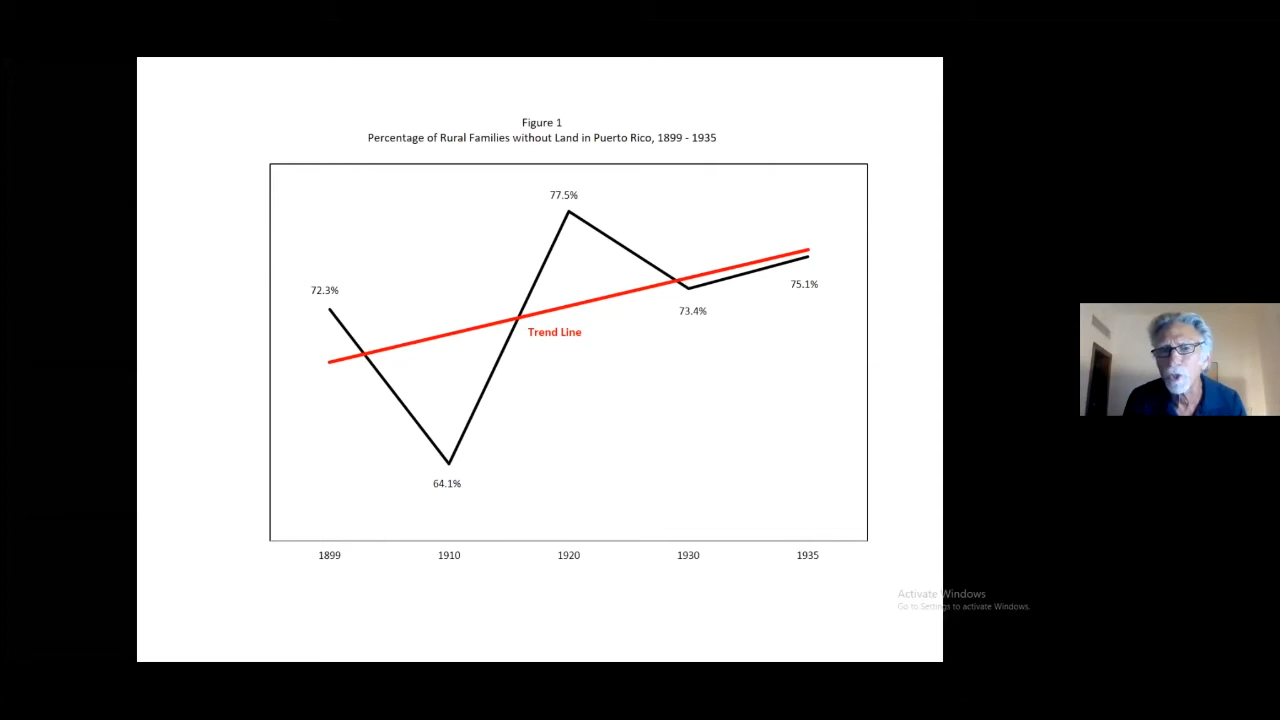 Figure 1
Percentage of Rural Families without Land in Puerto Rico, 1899 - 1935
77.5%
72.3%
75.1%
73.4%
Trend Line
64.1%
1899 1910 1920 1930 1935
Activate Windows
Go to Settings to activate Windows.